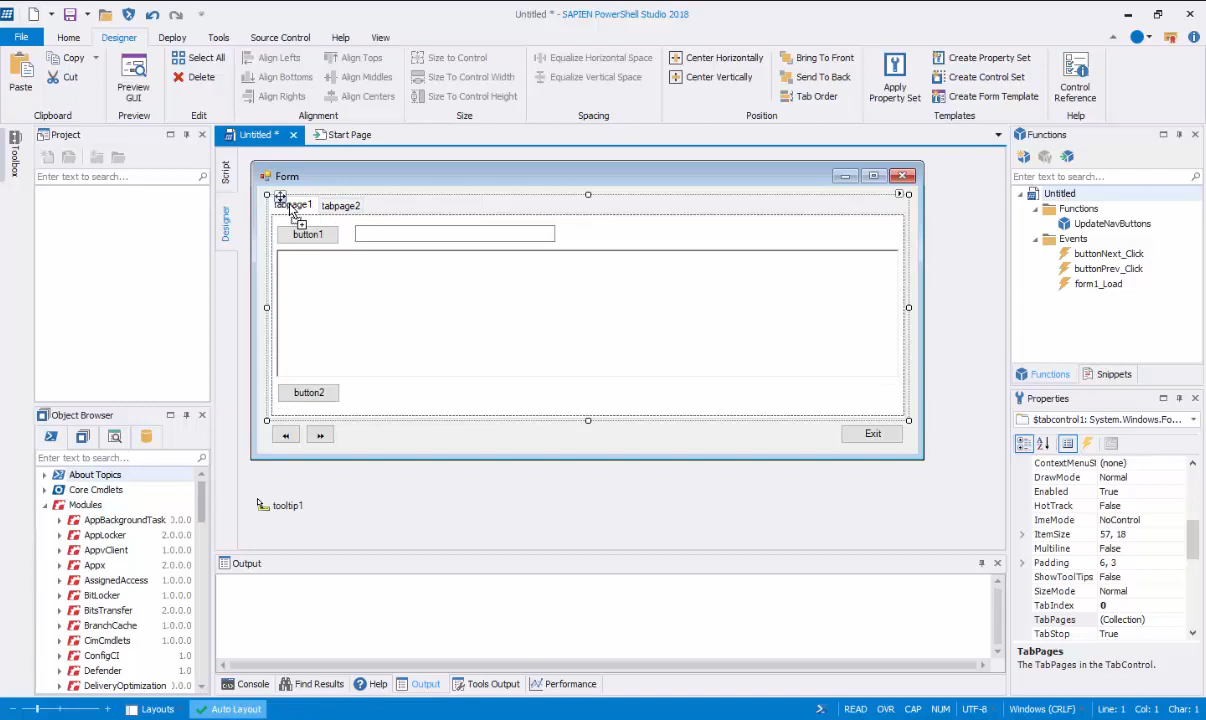 Untitled * - SAPIEN PowerShell Studio 2018
File
Home
Designer
Deploy
Tools
Source Control
Help
View
Paste
Copy
Cut
Clipboard
Preview GUI
Preview
Select All
Delete
Edit
Align Lefts
Align Bottoms
Align Rights
Align Tops
Align Middles
Align Centers
Alignment
Size to Control
Size To Control Width
Size To Control Height
Size
Equalize Horizontal Space
Equalize Vertical Space
Spacing
Center Horizontally
Center Vertically
Bring To Front
Send To Back
Tab Order
Position
Apply Property Set
Create Property Set
Create Control Set
Create Form Template
Templates
Control Reference
Help
Toolbox
Project
Enter text to search...
Object Browser
Enter text to search...
About Topics
Core Cmdlets
Modules
AppBackgroundTask 0.0.0
AppLocker 2.0.0.0
AppvClient 1.0.0.0
Appx 2.0.0.0
AssignedAccess 1.0.0.0
BitLocker 1.0.0.0
BitsTransfer 2.0.0.0
BranchCache 1.0.0.0
CimCmdlets 1.0.0.0
ConfigCI 1.0
Defender 1.0
DeliveryOptimization 1.0.0.0
Untitled *
Start Page
Script
Designer
Form
tabpage1
tabpage2
button1
button2
Exit
tooltip1
Output
Console
Find Results
Help
Output
Tools Output
Performance
Functions
Enter text to search...
Untitled
Functions
UpdateNavButtons
Events
buttonNext_Click
buttonPrev_Click
form1_Load
Functions
Snippets
Properties
$tabcontrol1: System.Windows.Fo...
ContextMenuSt (none)
DrawMode Normal
Enabled True
HotTrack False
ImeMode NoControl
ItemSize 57, 18
Multiline False
Padding 6, 3
ShowToolTips False
SizeMode Normal
TabIndex 0
TabPages (Collection)
TabStop True
TabPages
The TabPages in the TabControl.
Layouts
Auto Layout
READ
OVR
CAP
NUM
UTF-8
Windows (CRLF)
Line: 1
Col: 1
Char: 1